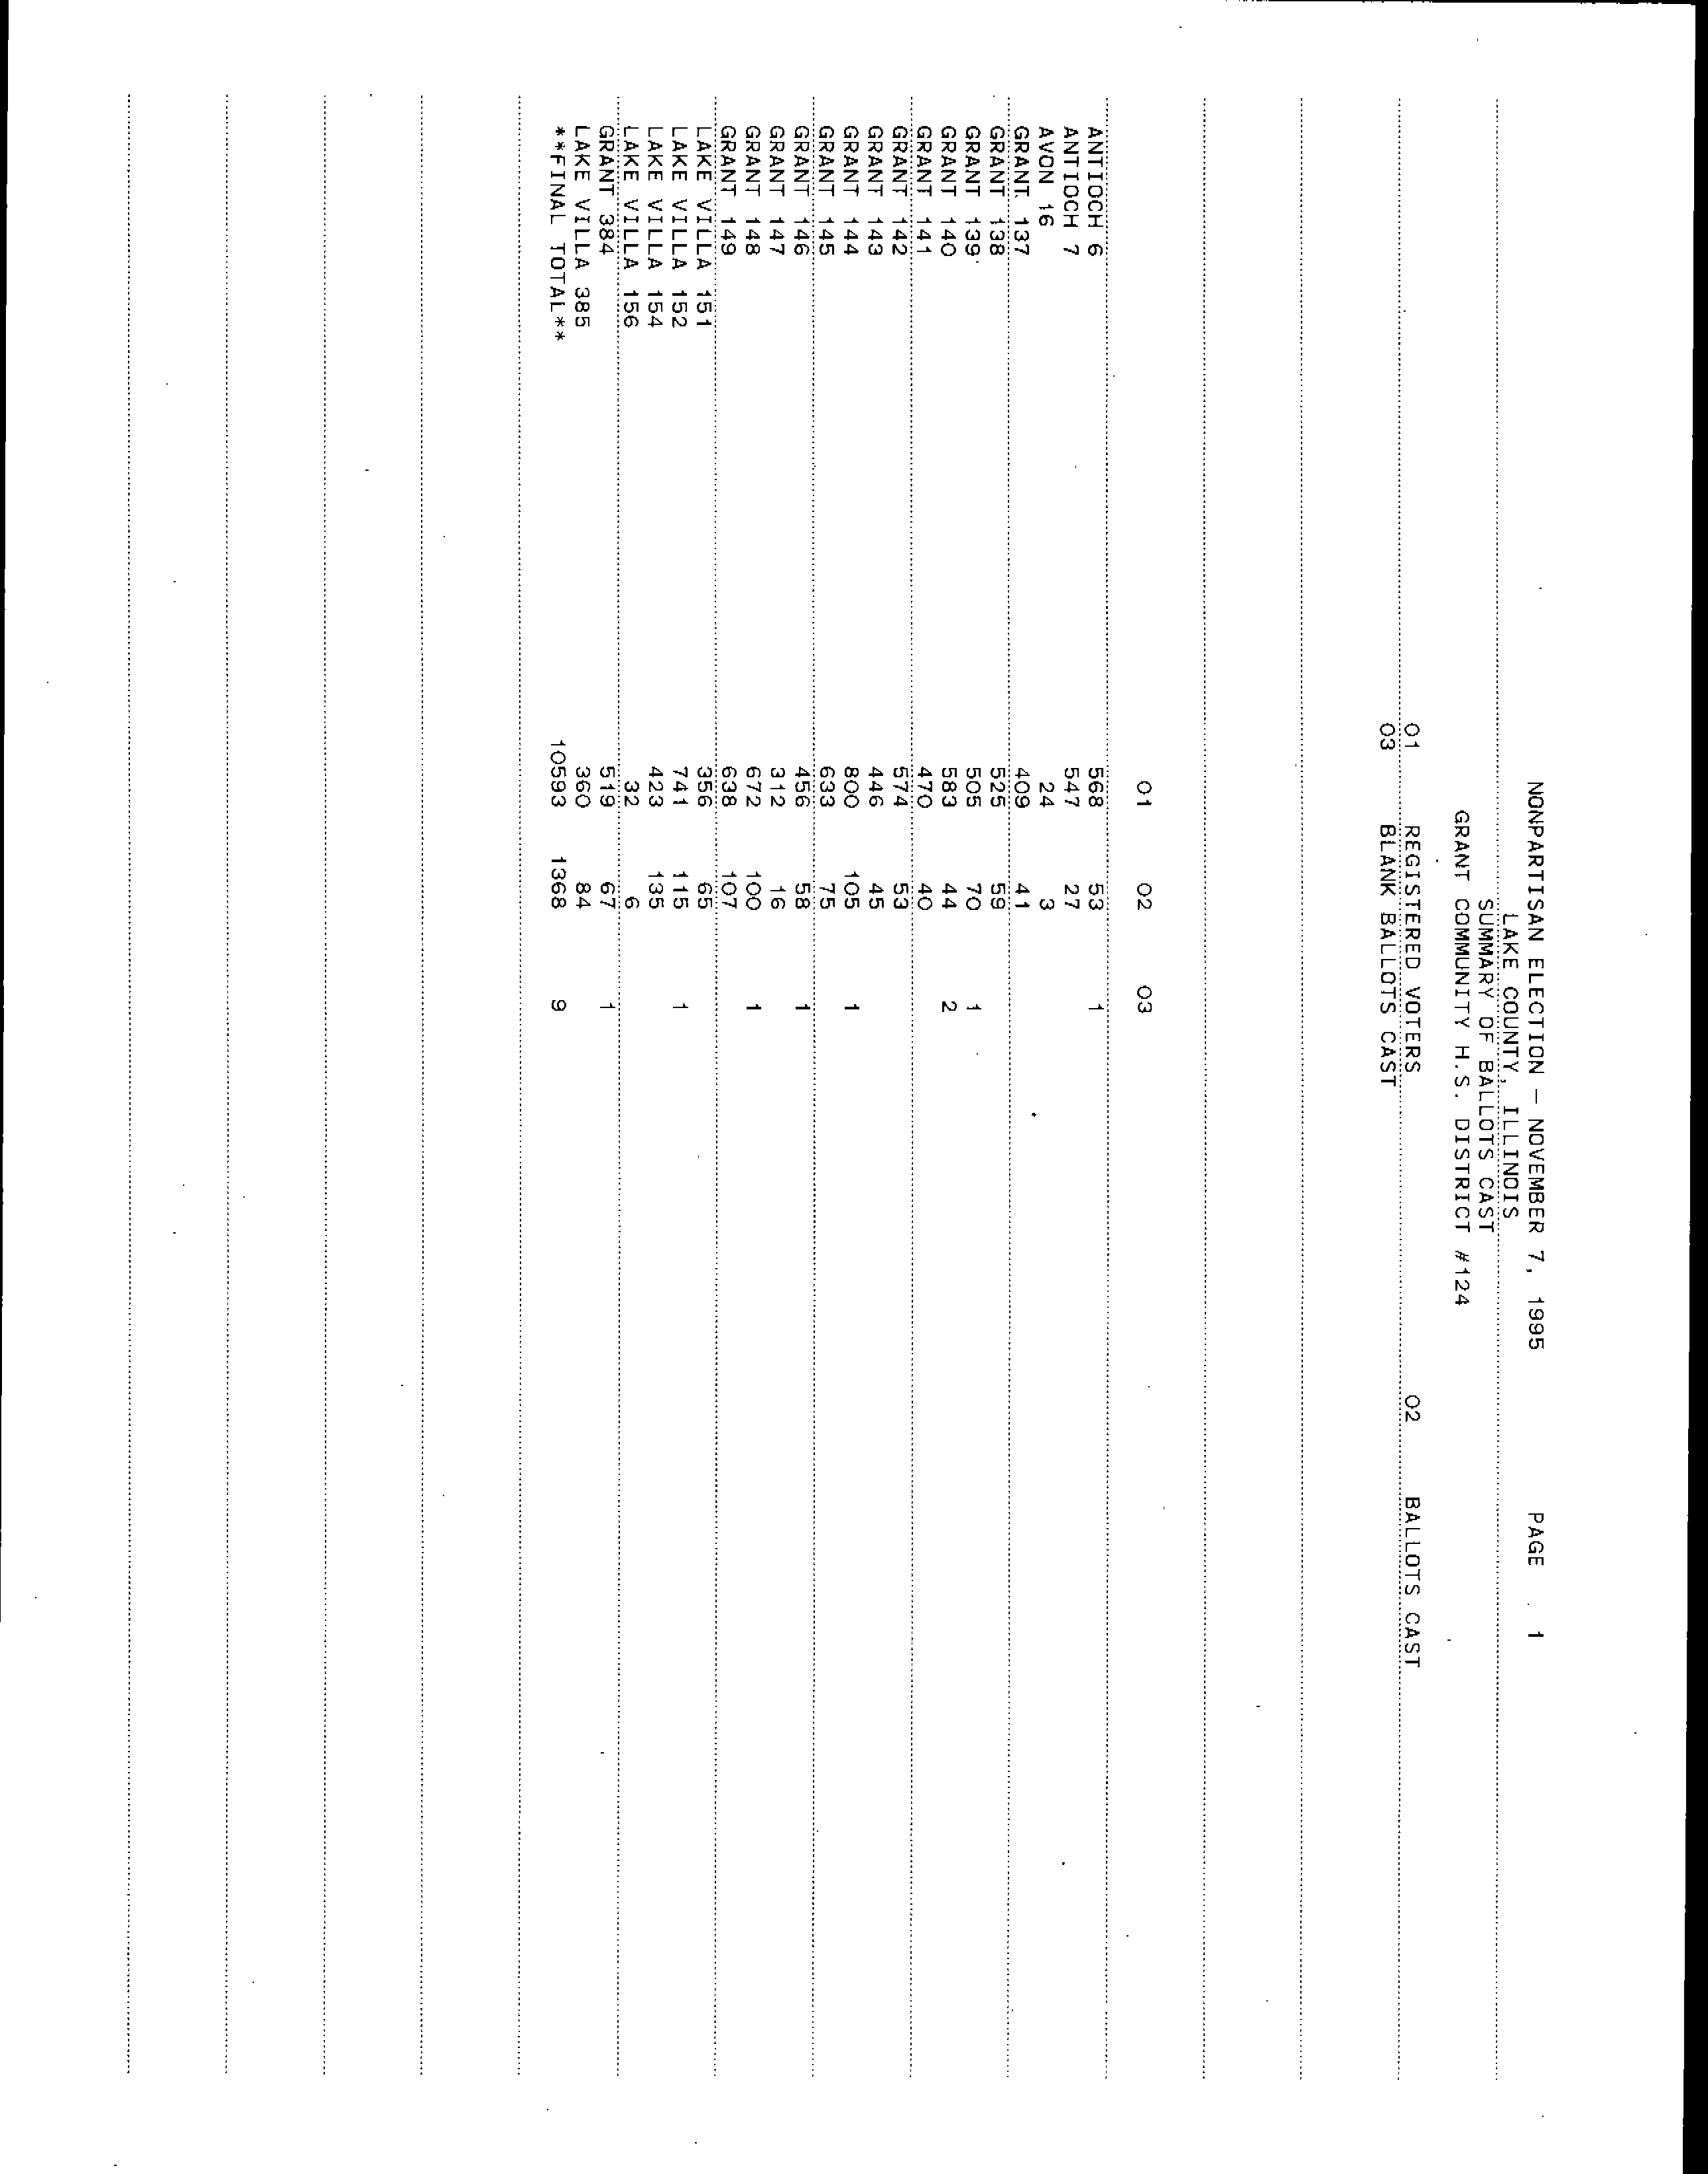 NONPARTISAN ELECTION - NOVEMBER 7, 1995 PAGE 1
LAKE COUNTY, ILLINOIS
SUMMARY OF BALLOTS CAST
GRANT COMMUNITY H.S. DISTRICT #124
01 REGISTERED VOTERS 02 BALLOTS CAST
03 BLANK BALLOTS CAST
01 02 03
ANTIOCH 6 568 53 1
ANTIOCH 7 547 27
AVON 16 24 3
GRANT 137 409 41
GRANT 138 525 59
GRANT 139 505 70 1
GRANT 140 583 44 2
GRANT 141 470 40
GRANT 142 574 53
GRANT 143 446 45
GRANT 144 800 105 1
GRANT 145 633 75
GRANT 146 456 58 1
GRANT 147 312 16
GRANT 148 672 100 1
GRANT 149 638 107
LAKE VILLA 151 356 65
LAKE VILLA 152 741 115 1
LAKE VILLA 154 423 135
LAKE VILLA 156 32 6
GRANT 384 519 67 1
LAKE VILLA 385 360 84
**FINAL TOTAL** 10593 1368 9